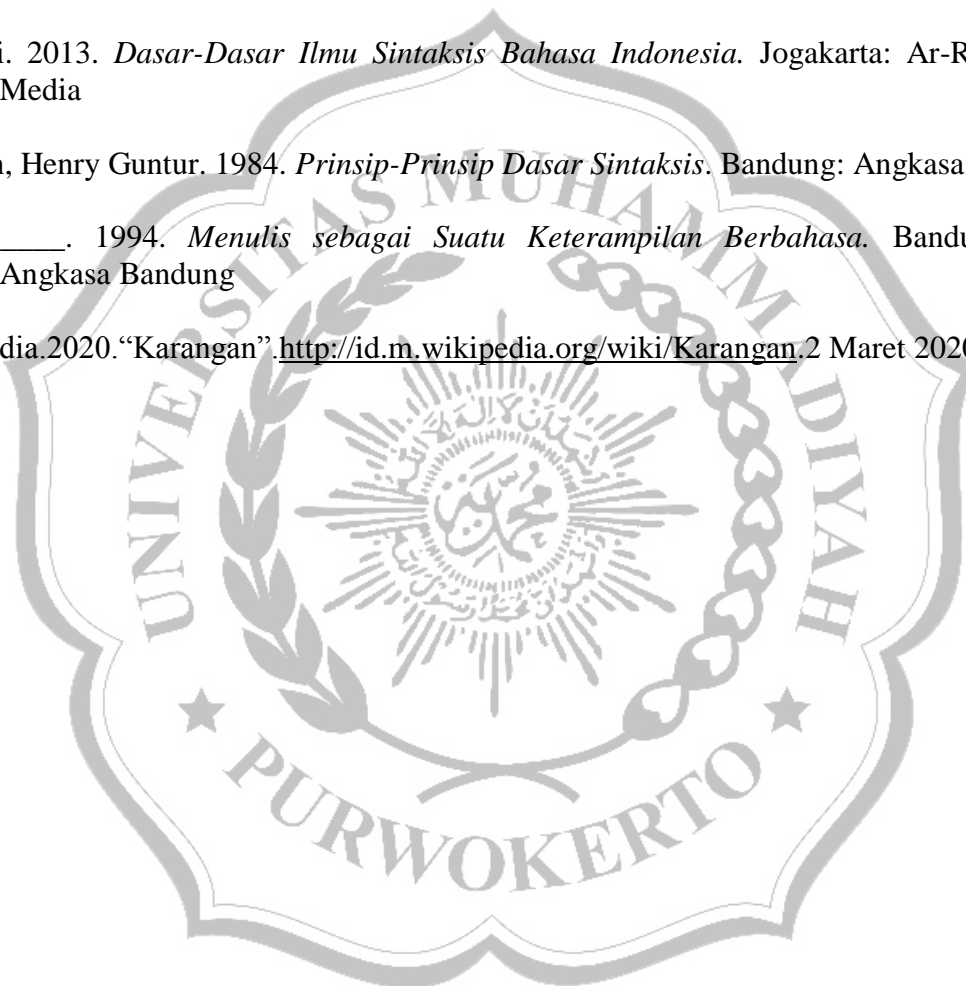 i. 2013. Dasar-Dasar Ilmu Sintaksis Bahasa Indonesia. Jogakarta: Ar-R
Media
n, Henry Guntur. 1984. Prinsip-Prinsip Dasar Sintaksis. Bandung: Angkasa
____. 1994. Menulis sebagai Suatu Keterampilan Berbahasa. Bandu
Angkasa Bandung
dia.2020.“Karangan”.http://id.m.wikipedia.org/wiki/Karangan.2 Maret 2020
UNIVERSITAS MUHAMMADIYAH
PURWOKERTO